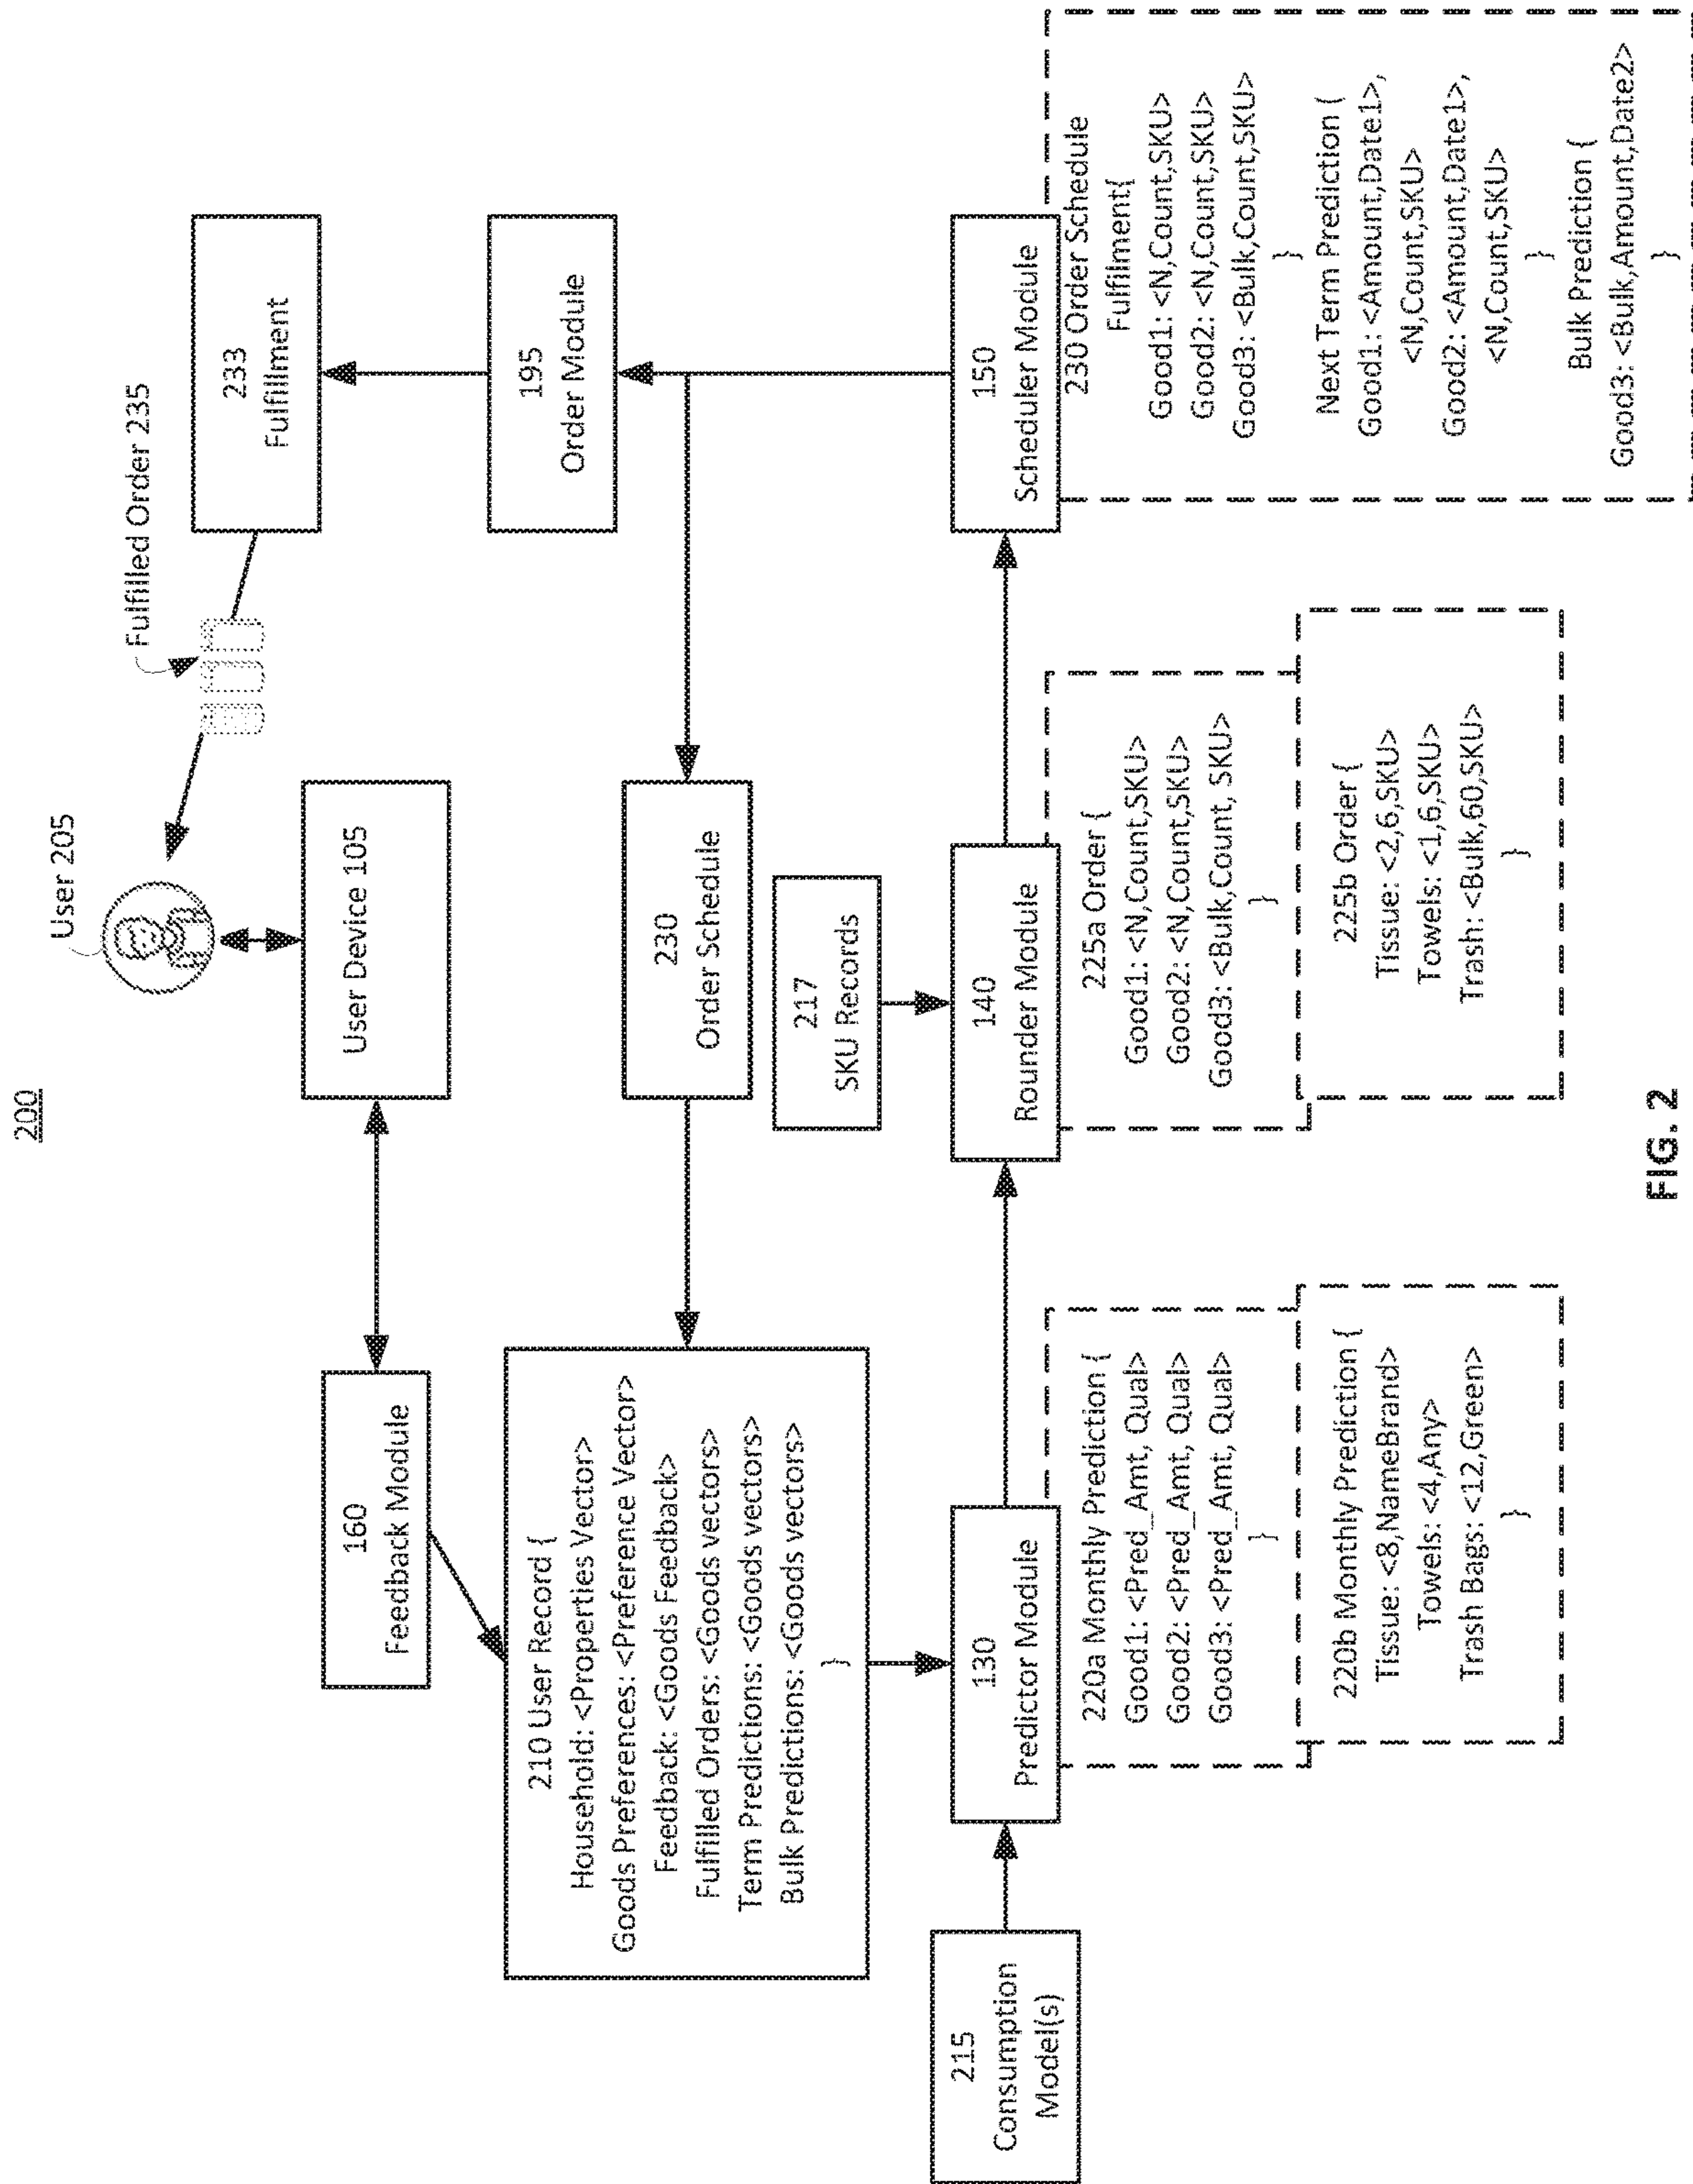 200
User 205
Fulfilled Order 235
User Device 105
160
Feedback Module
233
Fulfillment
210 User Record {
Household: <Properties Vector>
Goods Preferences: <Preference Vector>
Feedback: <Goods Feedback>
Fulfilled Orders: <Goods vectors>
Term Predictions: <Goods vectors>
Bulk Predictions: <Goods vectors>
}
230
Order Schedule
195
Order Module
217
SKU Records
215
Consumption
Model(s)
130
Predictor Module
140
Rounder Module
150
Scheduler Module
220a Monthly Prediction {
Good1: <Pred_Amt, Qual>
Good2: <Pred_Amt, Qual>
Good3: <Pred_Amt, Qual>
}
220b Monthly Prediction {
Tissue: <8,NameBrand>
Towels: <4,Any>
Trash Bags: <12,Green>
}
225a Order {
Good1: <N,Count,SKU>
Good2: <N,Count,SKU>
Good3: <Bulk,Count, SKU>
}
225b Order {
Tissue: <2,6,SKU>
Towels: <1,6,SKU>
Trash: <Bulk,60,SKU>
}
230 Order Schedule
Fulfilment{
Good1: <N,Count,SKU>
Good2: <N,Count,SKU>
Good3: <Bulk,Count,SKU>
}
Next Term Prediction {
Good1: <Amount,Date1>,
<N,Count,SKU>
Good2: <Amount,Date1>,
<N,Count,SKU>
}
Bulk Prediction {
Good3: <Bulk,Amount,Date2>
}
FIG. 2